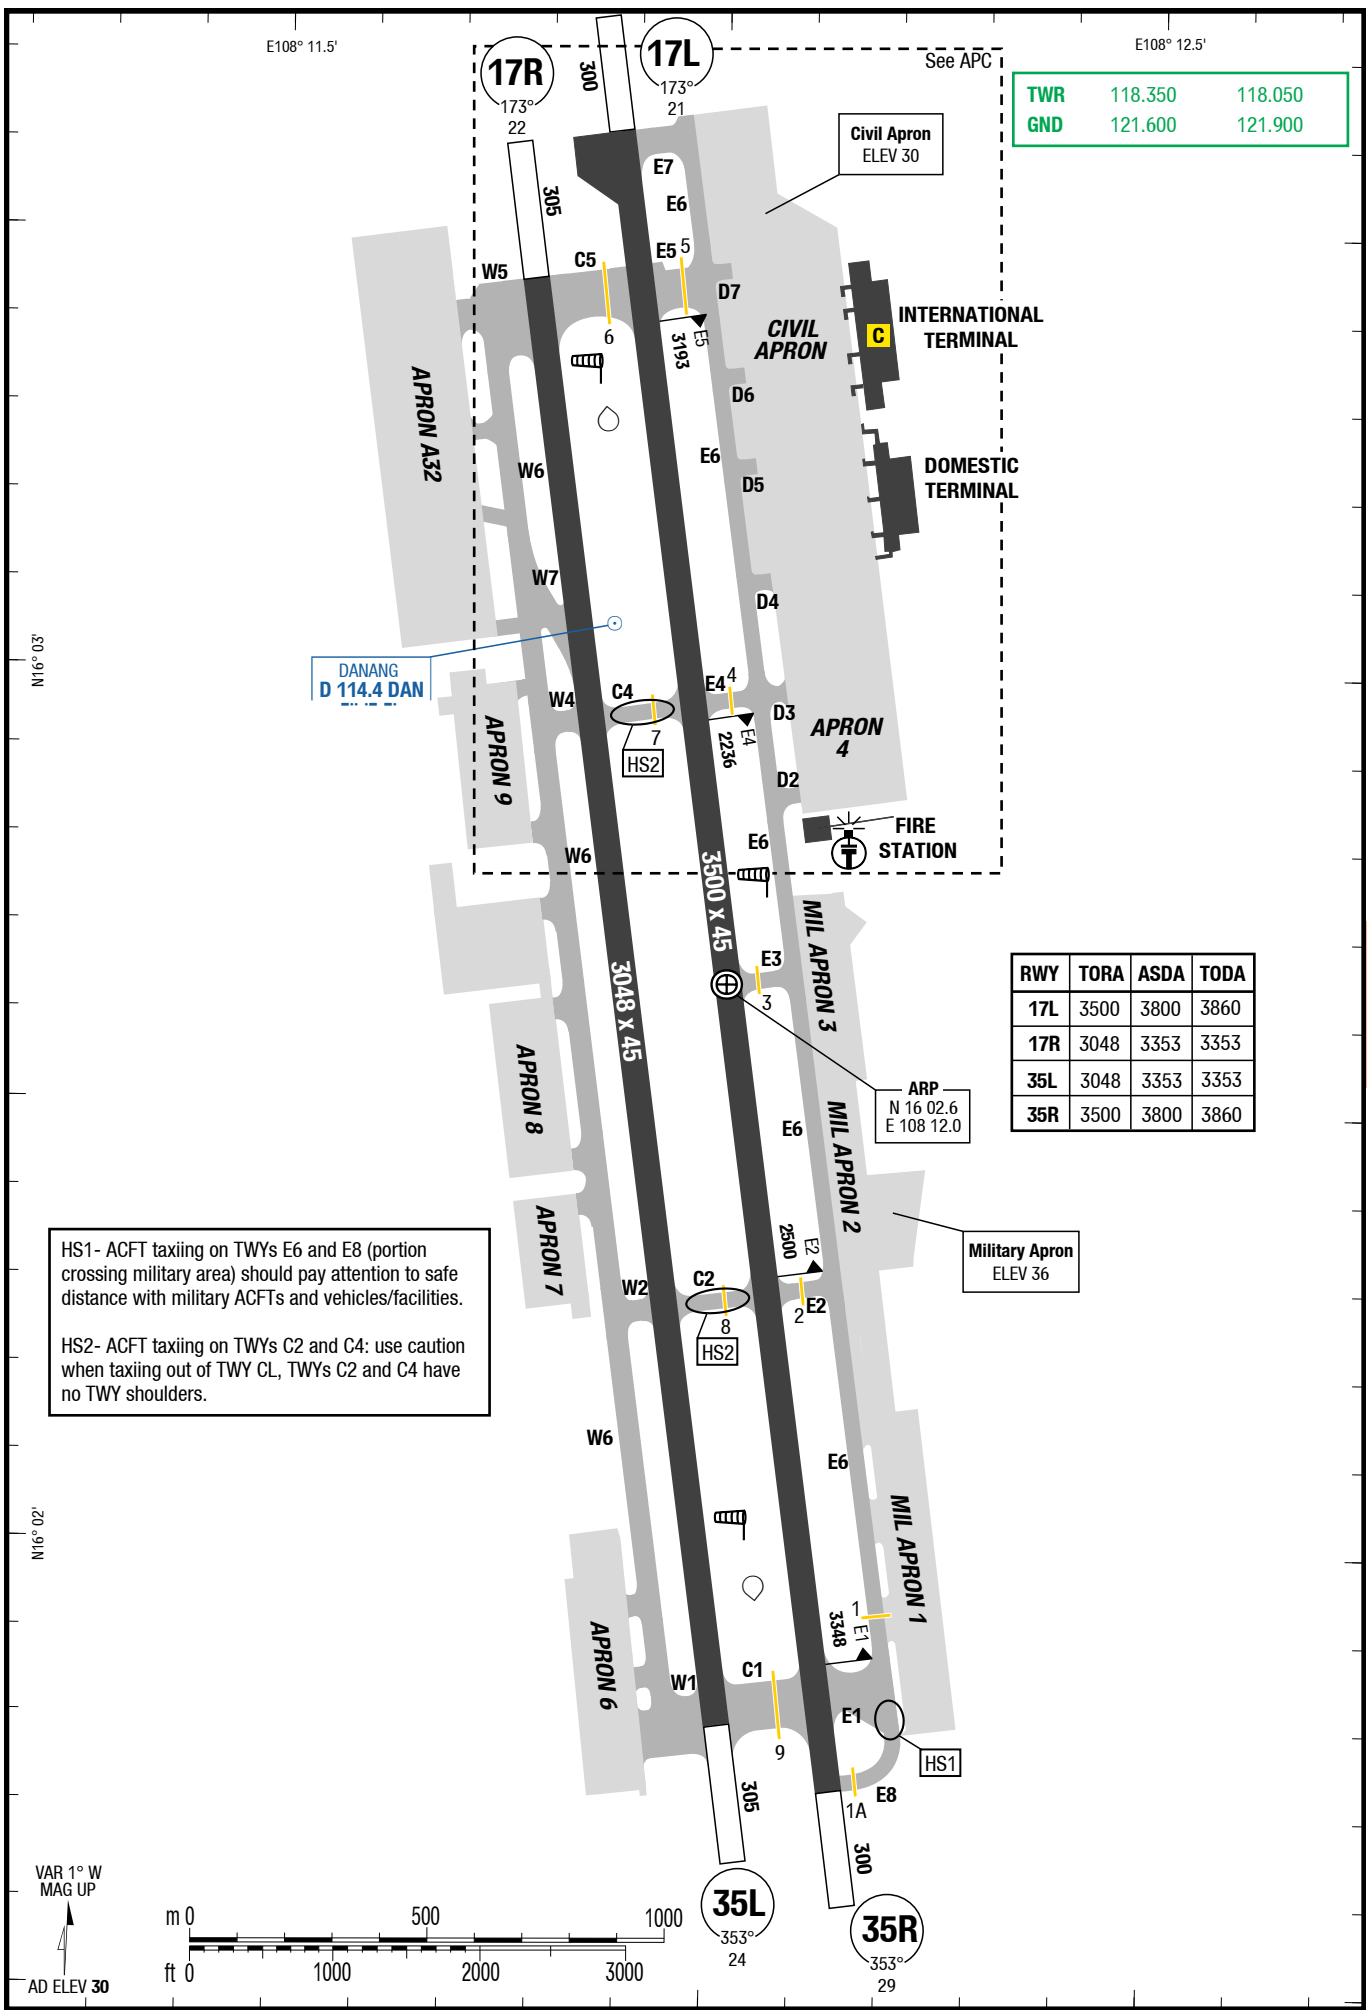 E108° 11.5'
E108° 12.5'
17R
173°
22
300
17L
173°
21
See APC
TWR 118.350 118.050
GND 121.600 121.900
Civil Apron
ELEV 30
305
E7
E6
W5
C5
E5
5
D7
6
3193
E5
CIVIL
APRON
C
INTERNATIONAL
TERMINAL
APRON A32
D6
W6
E6
D5
DOMESTIC
TERMINAL
W7
D4
N16° 03'
DANANG
D 114.4 DAN
W4
C4
E4
4
D3
7
HS2
2236
E4
APRON
4
APRON 9
D2
W6
E6
FIRE
STATION
3500 x 45
3048 x 45
E3
3
MIL APRON 3
RWY TORA ASDA TODA
17L 3500 3800 3860
17R 3048 3353 3353
35L 3048 3353 3353
35R 3500 3800 3860
APRON 8
ARP
N 16 02.6
E 108 12.0
E6
MIL APRON 2
APRON 7
2500
E2
Military Apron
ELEV 36
HS1- ACFT taxiing on TWYs E6 and E8 (portion
crossing military area) should pay attention to safe
distance with military ACFTs and vehicles/facilities.
HS2- ACFT taxiing on TWYs C2 and C4: use caution
when taxiing out of TWY CL, TWYs C2 and C4 have
no TWY shoulders.
W2
C2
8
HS2
2
E2
W6
E6
N16° 02'
MIL APRON 1
APRON 6
1
3348
E1
W1
C1
9
E1
HS1
305
1A
E8
300
VAR 1° W
MAG UP
AD ELEV 30
m 0 500 1000
ft 0 1000 2000 3000
35L
353°
24
35R
353°
29